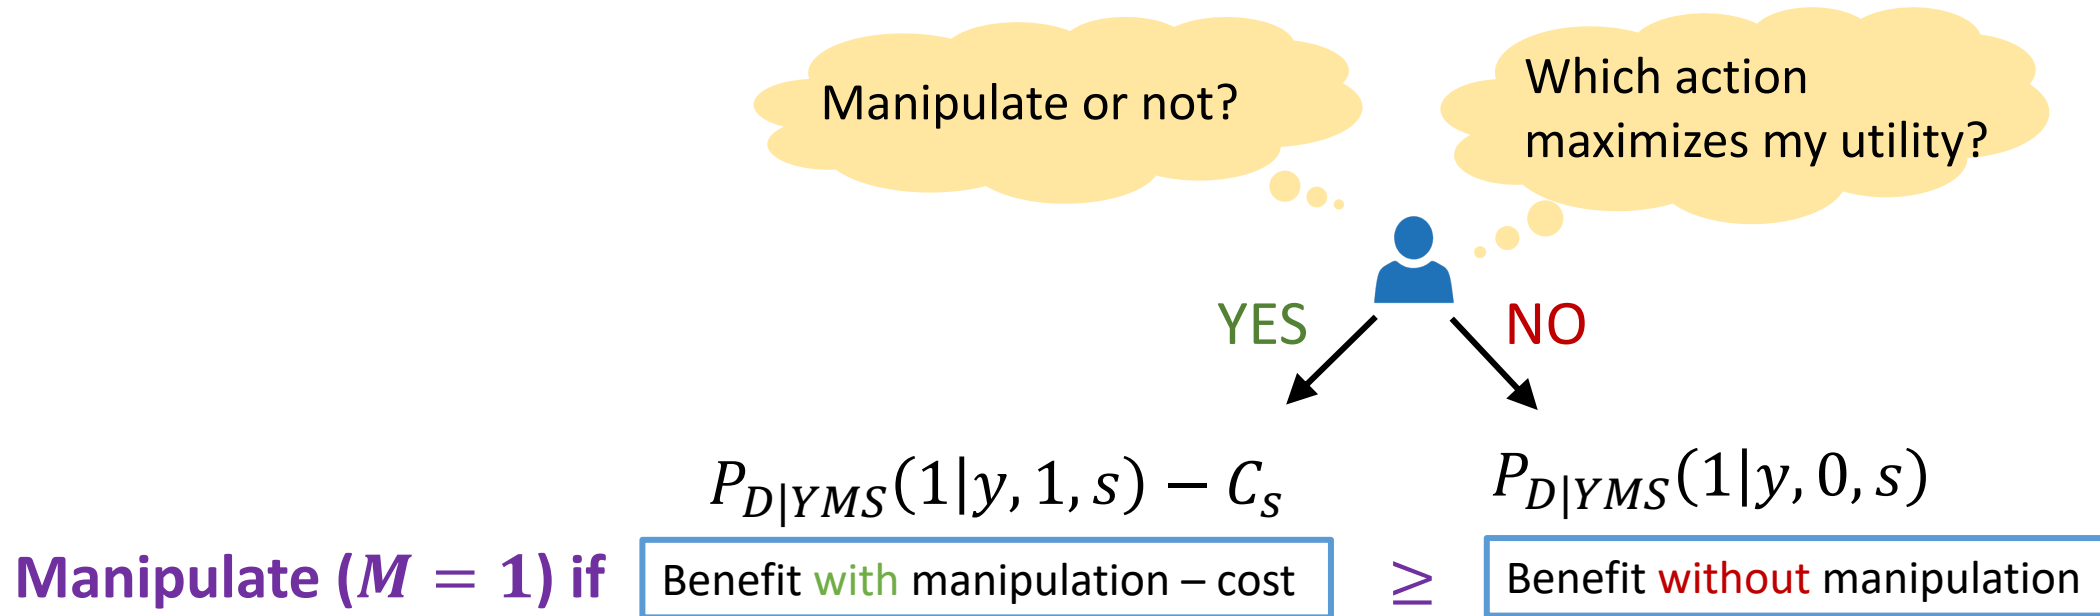 Manipulate or not?
Which action
maximizes my utility?
YES
NO
P_{D|YMS}(1|y, 1, s) − C_s
P_{D|YMS}(1|y, 0, s)
Manipulate (M = 1) if Benefit with manipulation – cost ≥ Benefit without manipulation